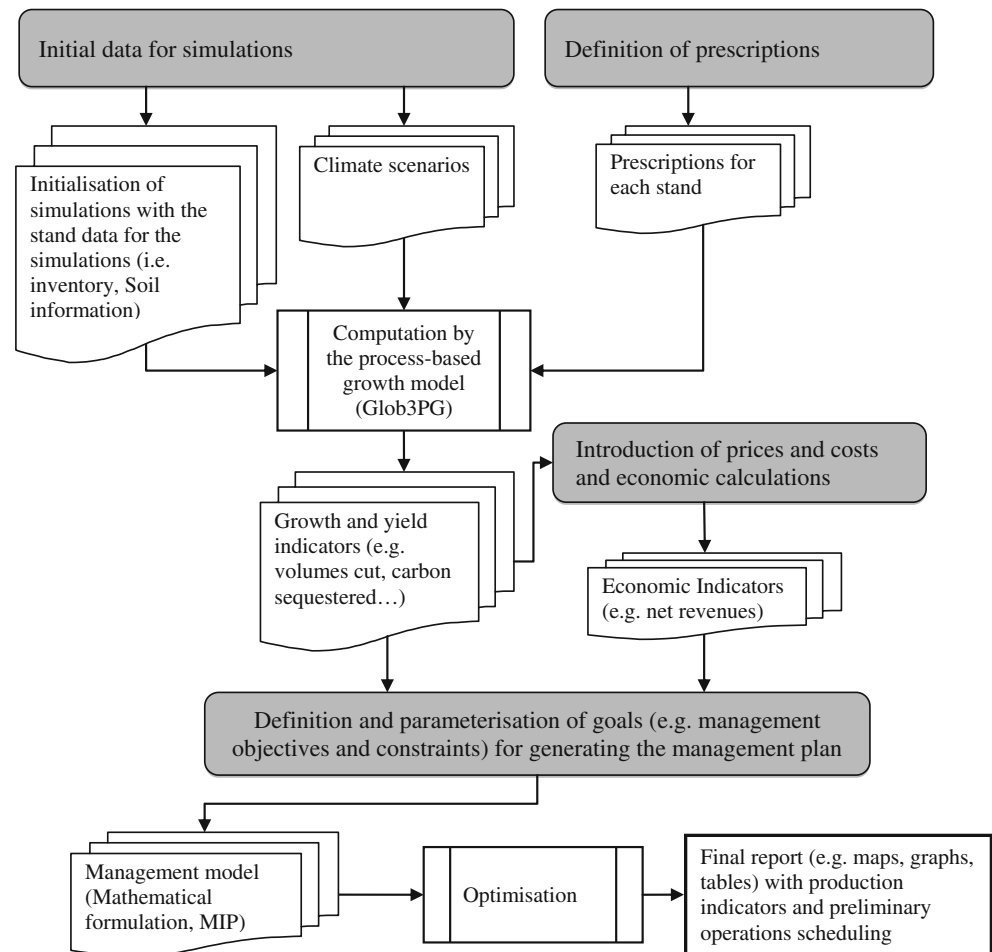 Initial data for simulations
Definition of prescriptions
Initialisation of
simulations with the
stand data for the
simulations (i.e.
inventory, Soil
information)
Climate scenarios
Prescriptions for
each stand
Computation by
the process-based
growth model
(Glob3PG)
Introduction of prices and costs
and economic calculations
Growth and yield
indicators (e.g.
volumes cut, carbon
sequestered…)
Economic Indicators
(e.g. net revenues)
Definition and parameterisation of goals (e.g. management
objectives and constraints) for generating the management plan
Management model
(Mathematical
formulation, MIP)
Optimisation
Final report (e.g. maps, graphs,
tables) with production
indicators and preliminary
operations scheduling